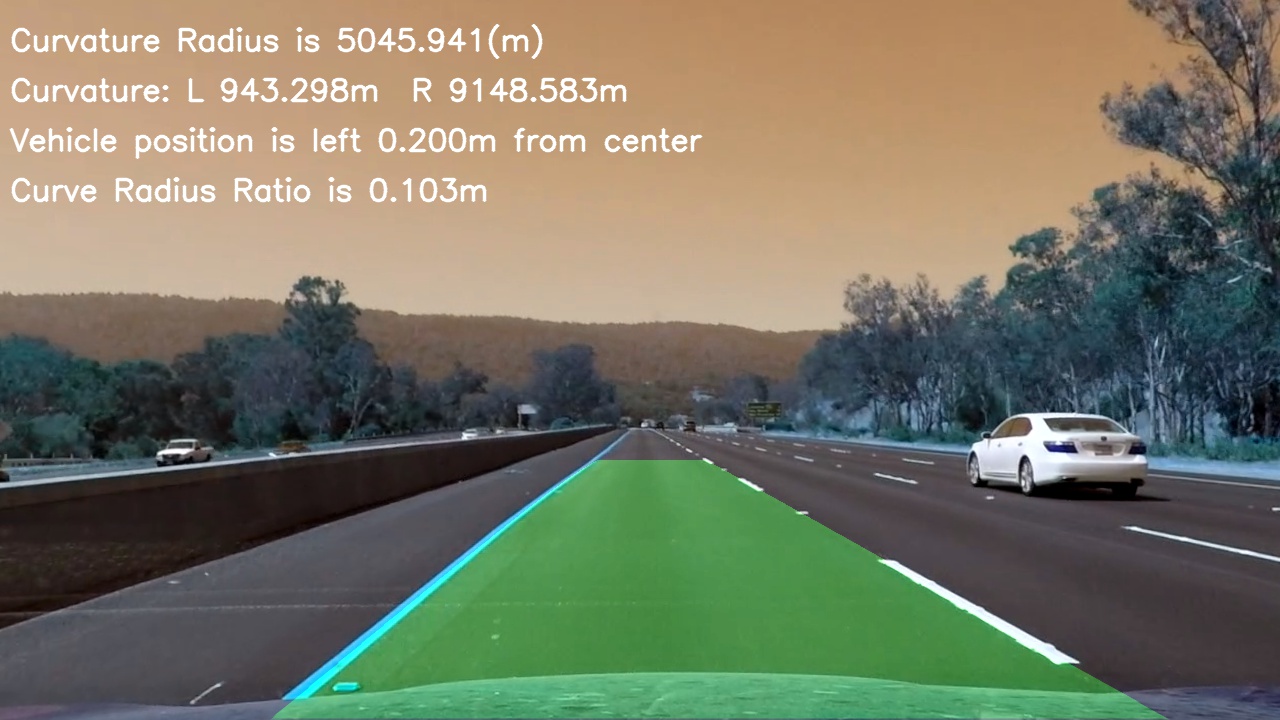 Curvature Radius is 5045.941(m)
Curvature: L 943.298m R 9148.583m
Vehicle position is left 0.200m from center
Curve Radius Ratio is 0.103m